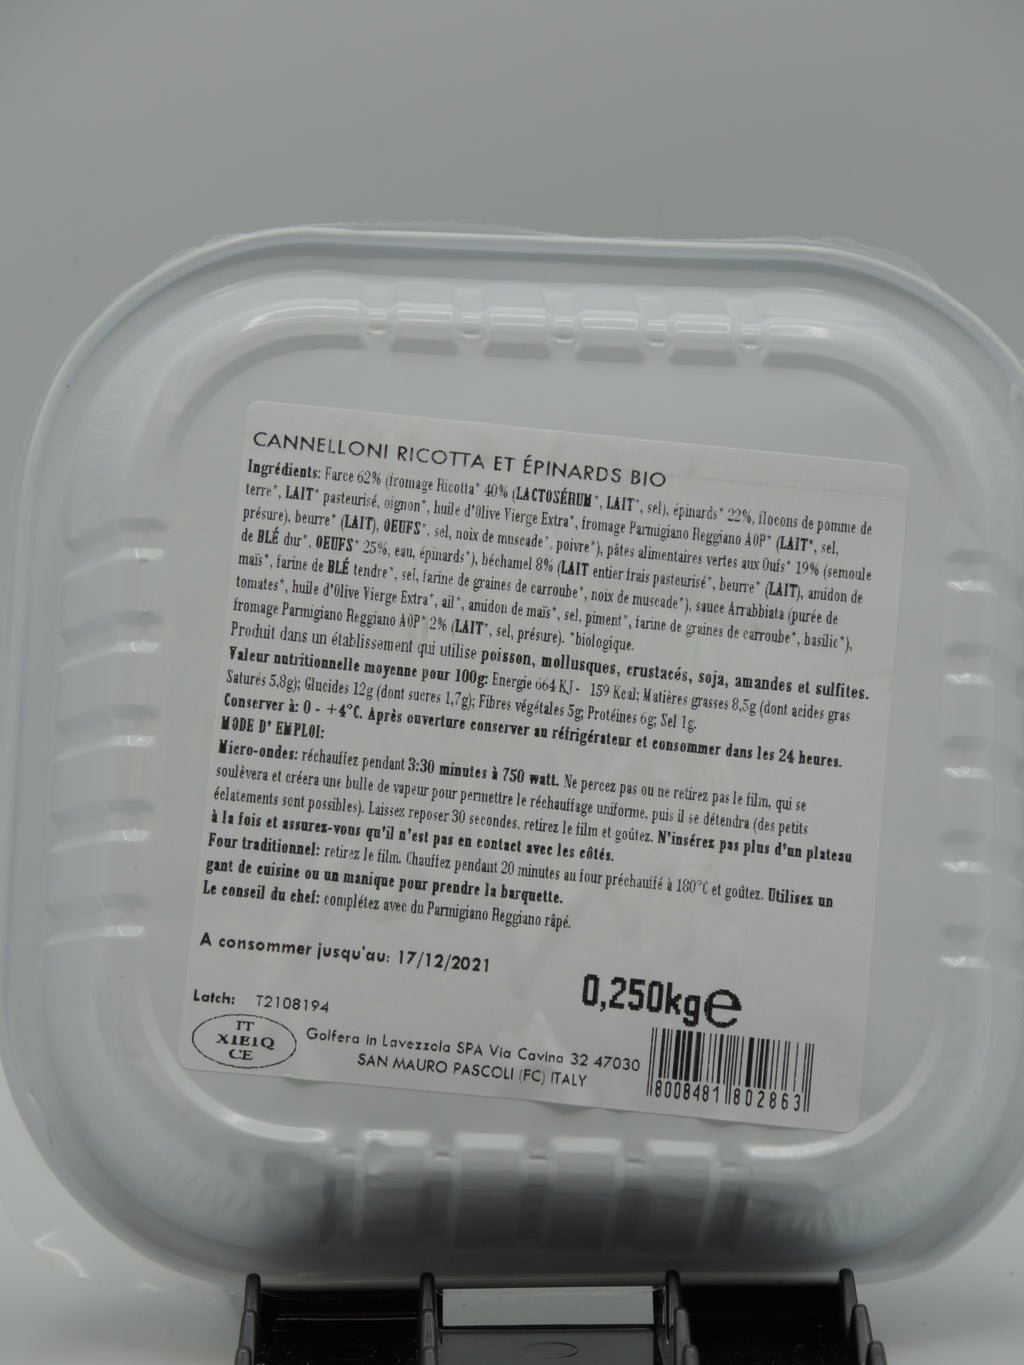 CANNELLONI RICOTTA ET ÉPINARDS BIO
Ingrédients: Farce 62% (fromage Ricotta* 40% (LACTOSÉRUM*, LAIT*, sel), épinards* 22%, flocons de pomme de
terre*, LAIT* pasteurisé, oignon*, huile d'Olive Vierge Extra*, fromage Parmigiano Reggiano AOP* (LAIT*, sel,
présure), beurre* (LAIT), OEUFS*, sel, noix de muscade*, poivre*), pâtes alimentaires vertes aux Oufs* 19% (semoule
de BLÉ dur*, OEUFS* 25%, eau, épinards*), béchamel 8% (LAIT entier frais pasteurisé*, beurre* (LAIT), amidon de
maïs*, farine de BLÉ tendre*, sel, farine de graines de carroube*, noix de muscade*), sauce Arrabbiata (purée de
tomates*, huile d'Olive Vierge Extra*, ail*, amidon de maïs*, sel, piment*, farine de graines de carroube*, basilic*),
fromage Parmigiano Reggiano AOP* 2% (LAIT*, sel, présure). *biologique.
Produit dans un établissement qui utilise poisson, mollusques, crustacés, soja, amandes et sulfites.
Valeur nutritionnelle moyenne pour 100g: Energie 664 KJ - 159 Kcal; Matières grasses 8,5g (dont acides gras
Saturés 5,8g); Glucides 12g (dont sucres 1,7g); Fibres végétales 5g; Protéines 6g; Sel 1g.
Conserver à: 0 - +4°C. Après ouverture conserver au réfrigérateur et consommer dans les 24 heures.
MODE D' EMPLOI:
Micro-ondes: réchauffez pendant 3:30 minutes à 750 watt. Ne percez pas ou ne retirez pas le film, qui se
soulèvera et créera une bulle de vapeur pour permettre le réchauffage uniforme, puis il se détendra (des petits
éclatements sont possibles). Laissez reposer 30 secondes, retirez le film et goûtez. N'insérez pas plus d'un plateau
à la fois et assurez-vous qu'il n'est pas en contact avec les côtés.
Four traditionnel: retirez le film. Chauffez pendant 20 minutes au four préchauffé à 180°C et goûtez. Utilisez un
gant de cuisine ou un manique pour prendre la barquette.
Le conseil du chef: complétez avec du Parmigiano Reggiano râpé.
A consommer jusqu'au: 17/12/2021
0,250kg e
Latch: T2108194
IT
X1E1Q
CE
Golfera in Lavezzola SPA Via Cavina 32 47030
SAN MAURO PASCOLI (FC) ITALY
8008481 802863